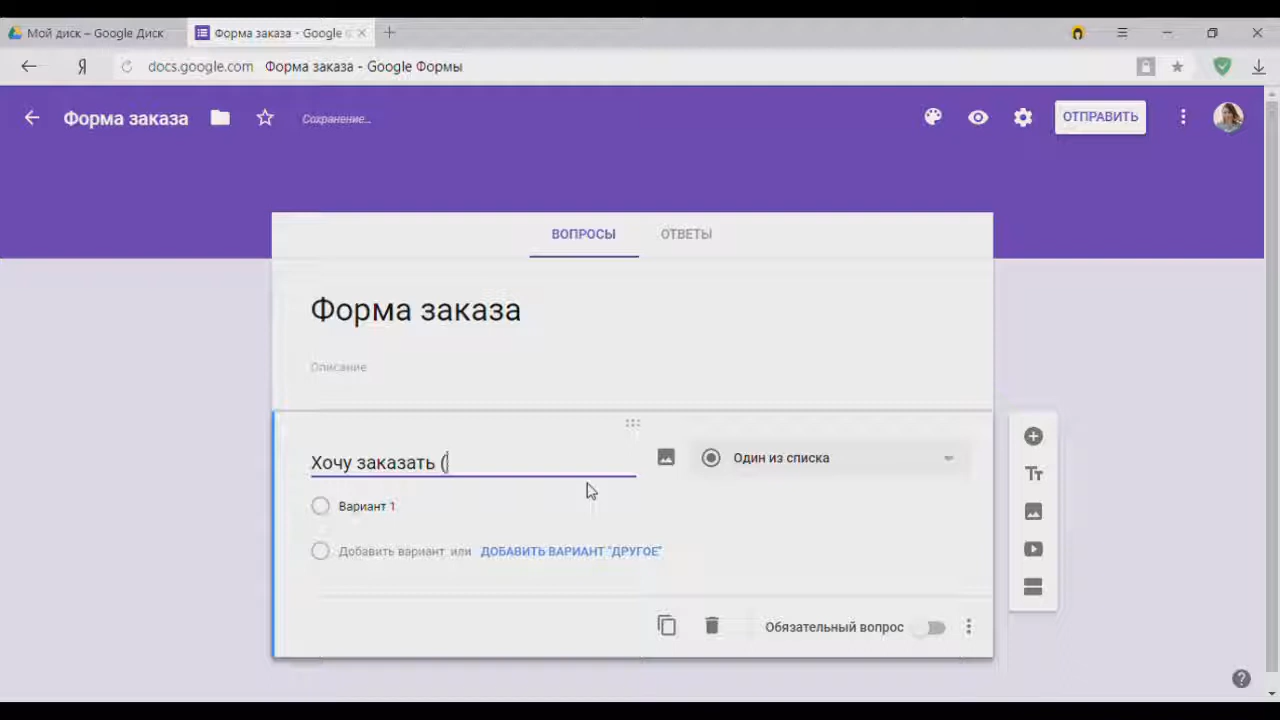 Мой диск – Google Диск
Форма заказа - Google
Я
docs.google.com Форма заказа - Google Формы
Форма заказа
Сохранение...
ОТПРАВИТЬ
ВОПРОСЫ
ОТВЕТЫ
Форма заказа
Описание
Хочу заказать (
Один из списка
Вариант 1
Добавить вариант или ДОБАВИТЬ ВАРИАНТ "ДРУГОЕ"
Обязательный вопрос